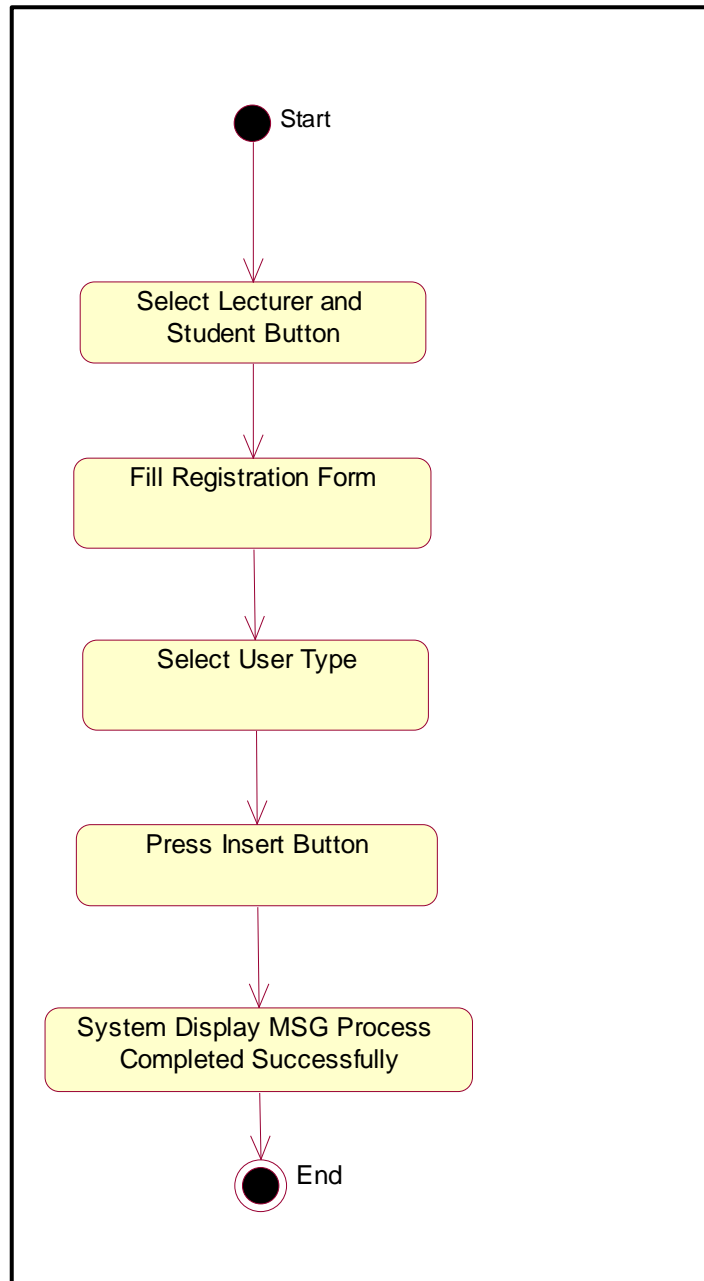 Start
Select Lecturer and
Student Button
Fill Registration Form
Select User Type
Press Insert Button
System Display MSG Process
Completed Successfully
End